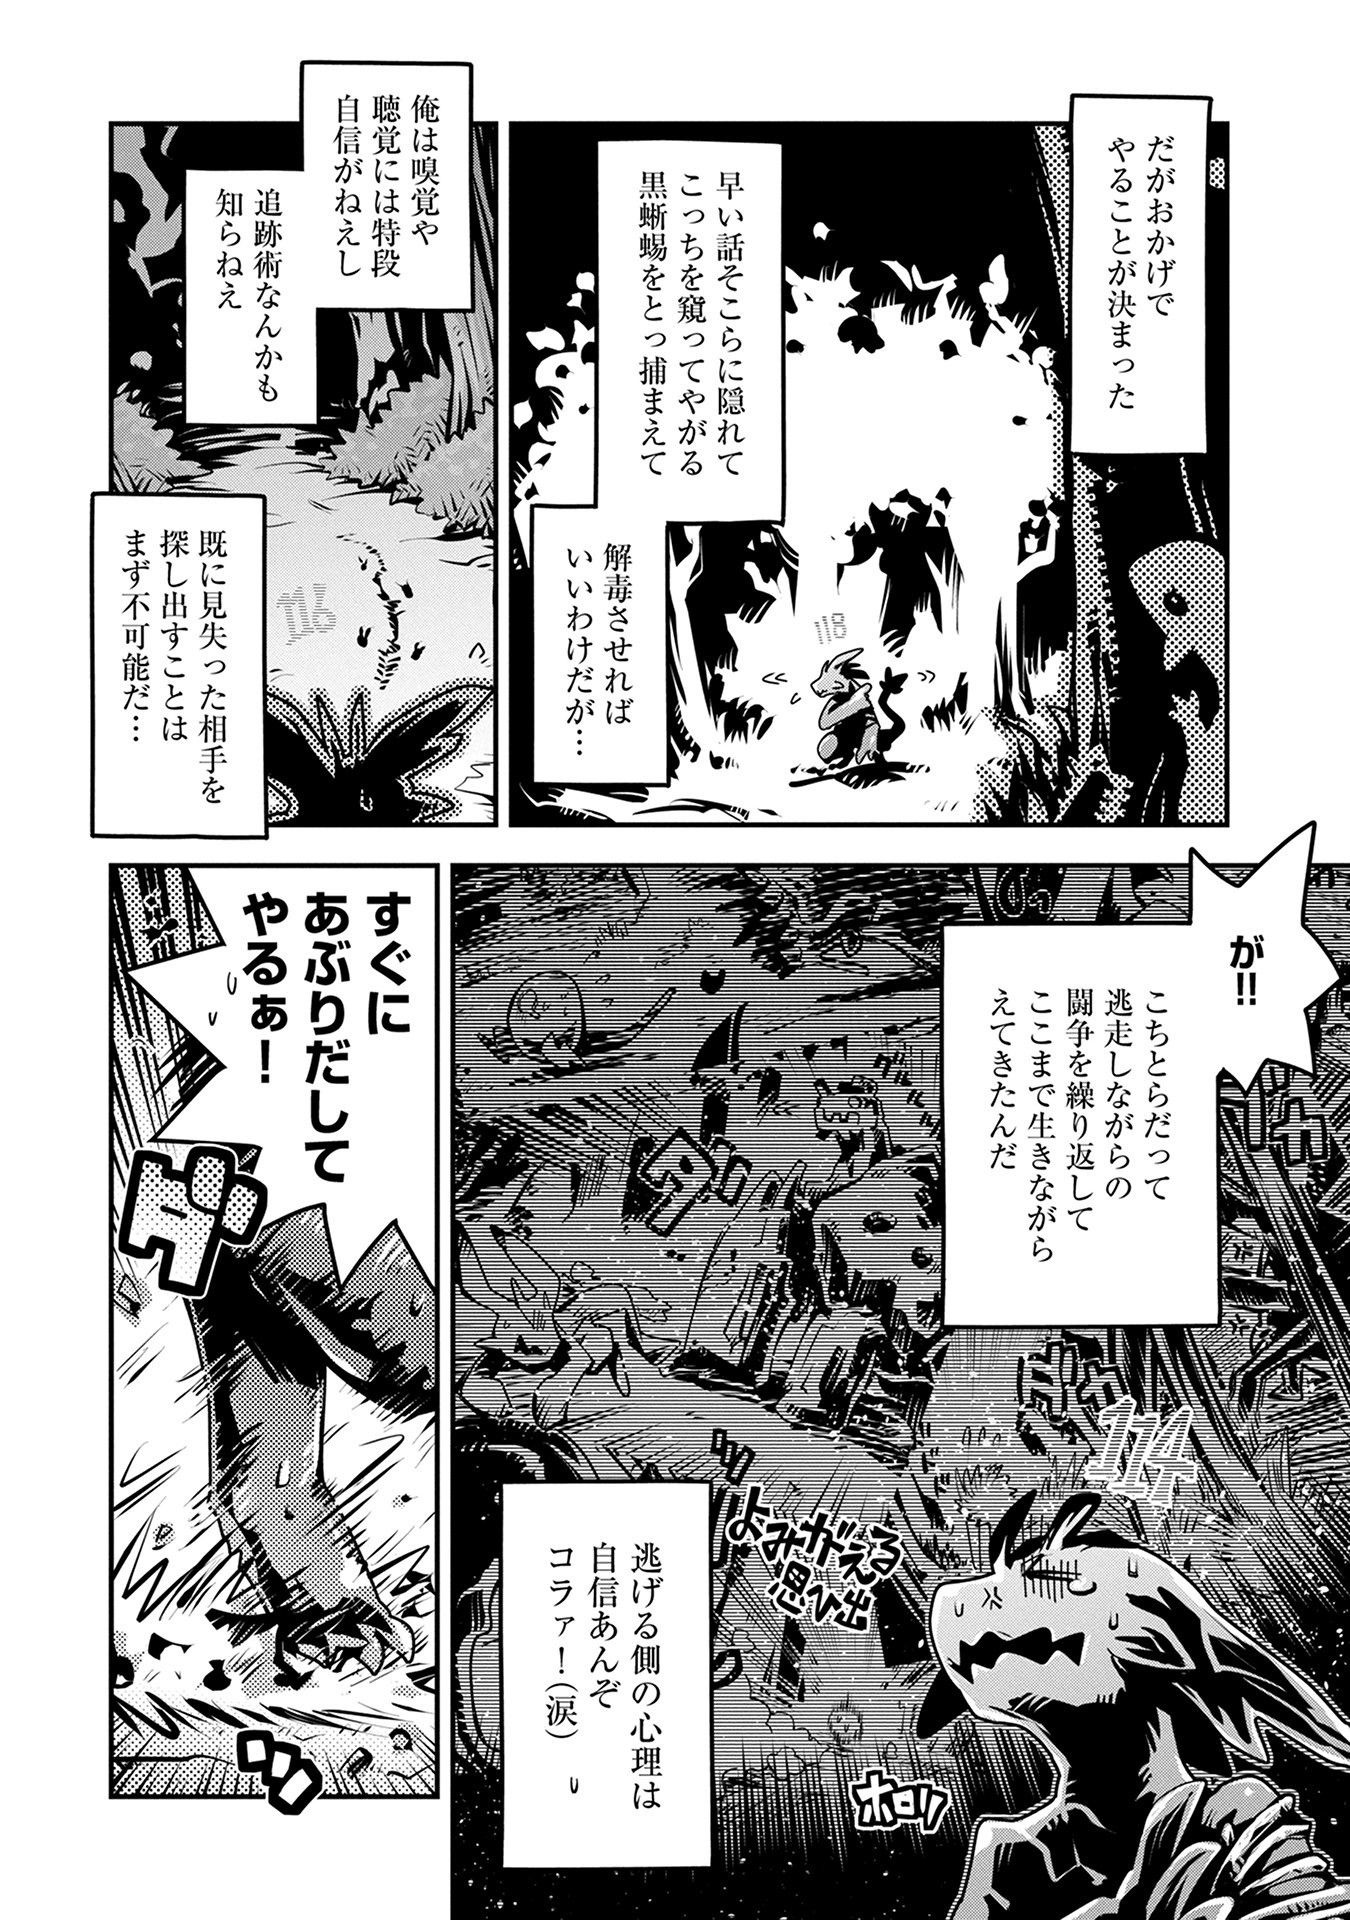 だがおかげで
やることが決まった
早い話そこらに隠れて
こっちを窺ってやがる
黒蜥蜴をとっ捕まえて
解毒させれば
いいわけだが…
118
俺は嗅覚や
聴覚には特段
自信がねえし
追跡術なんかも
知らねえ
116
既に見失った相手を
探し出すことは
まず不可能だ…
が!!
こちとらだって
逃走しながらの
闘争を繰り返して
ここまで生きながら
えてきたんだ
114
よみがえる
思ひ出
ホロリ
逃げる側の心理は
自信あんぞ
コラァ!(涙)
すぐに
あぶりだして
やるぁ!
ダッ